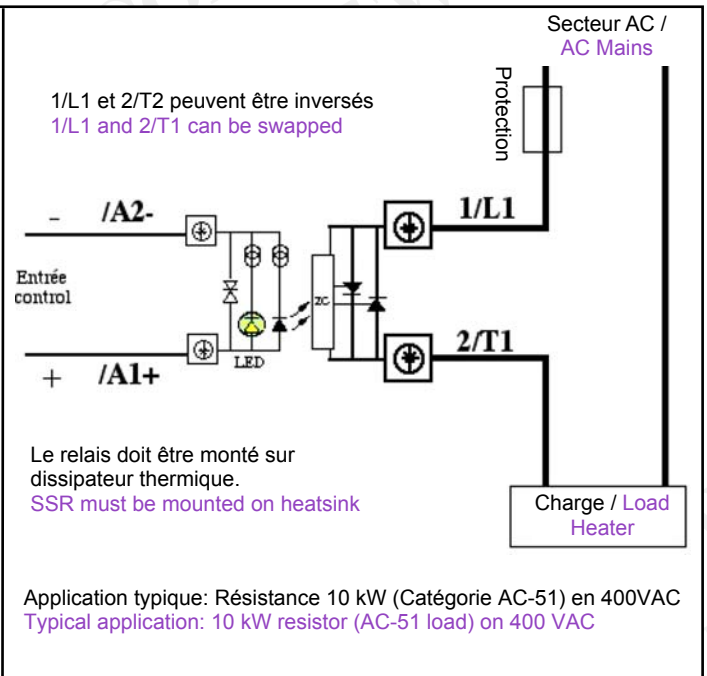 Secteur AC /
AC Mains
Protection
1/L1 et 2/T2 peuvent être inversés
1/L1 and 2/T1 can be swapped
- /A2-
1/L1
Entrée
control
ZC
LED
+ /A1+
2/T1
Le relais doit être monté sur
dissipateur thermique.
SSR must be mounted on heatsink
Charge / Load
Heater
Application typique: Résistance 10 kW (Catégorie AC-51) en 400VAC
Typical application: 10 kW resistor (AC-51 load) on 400 VAC